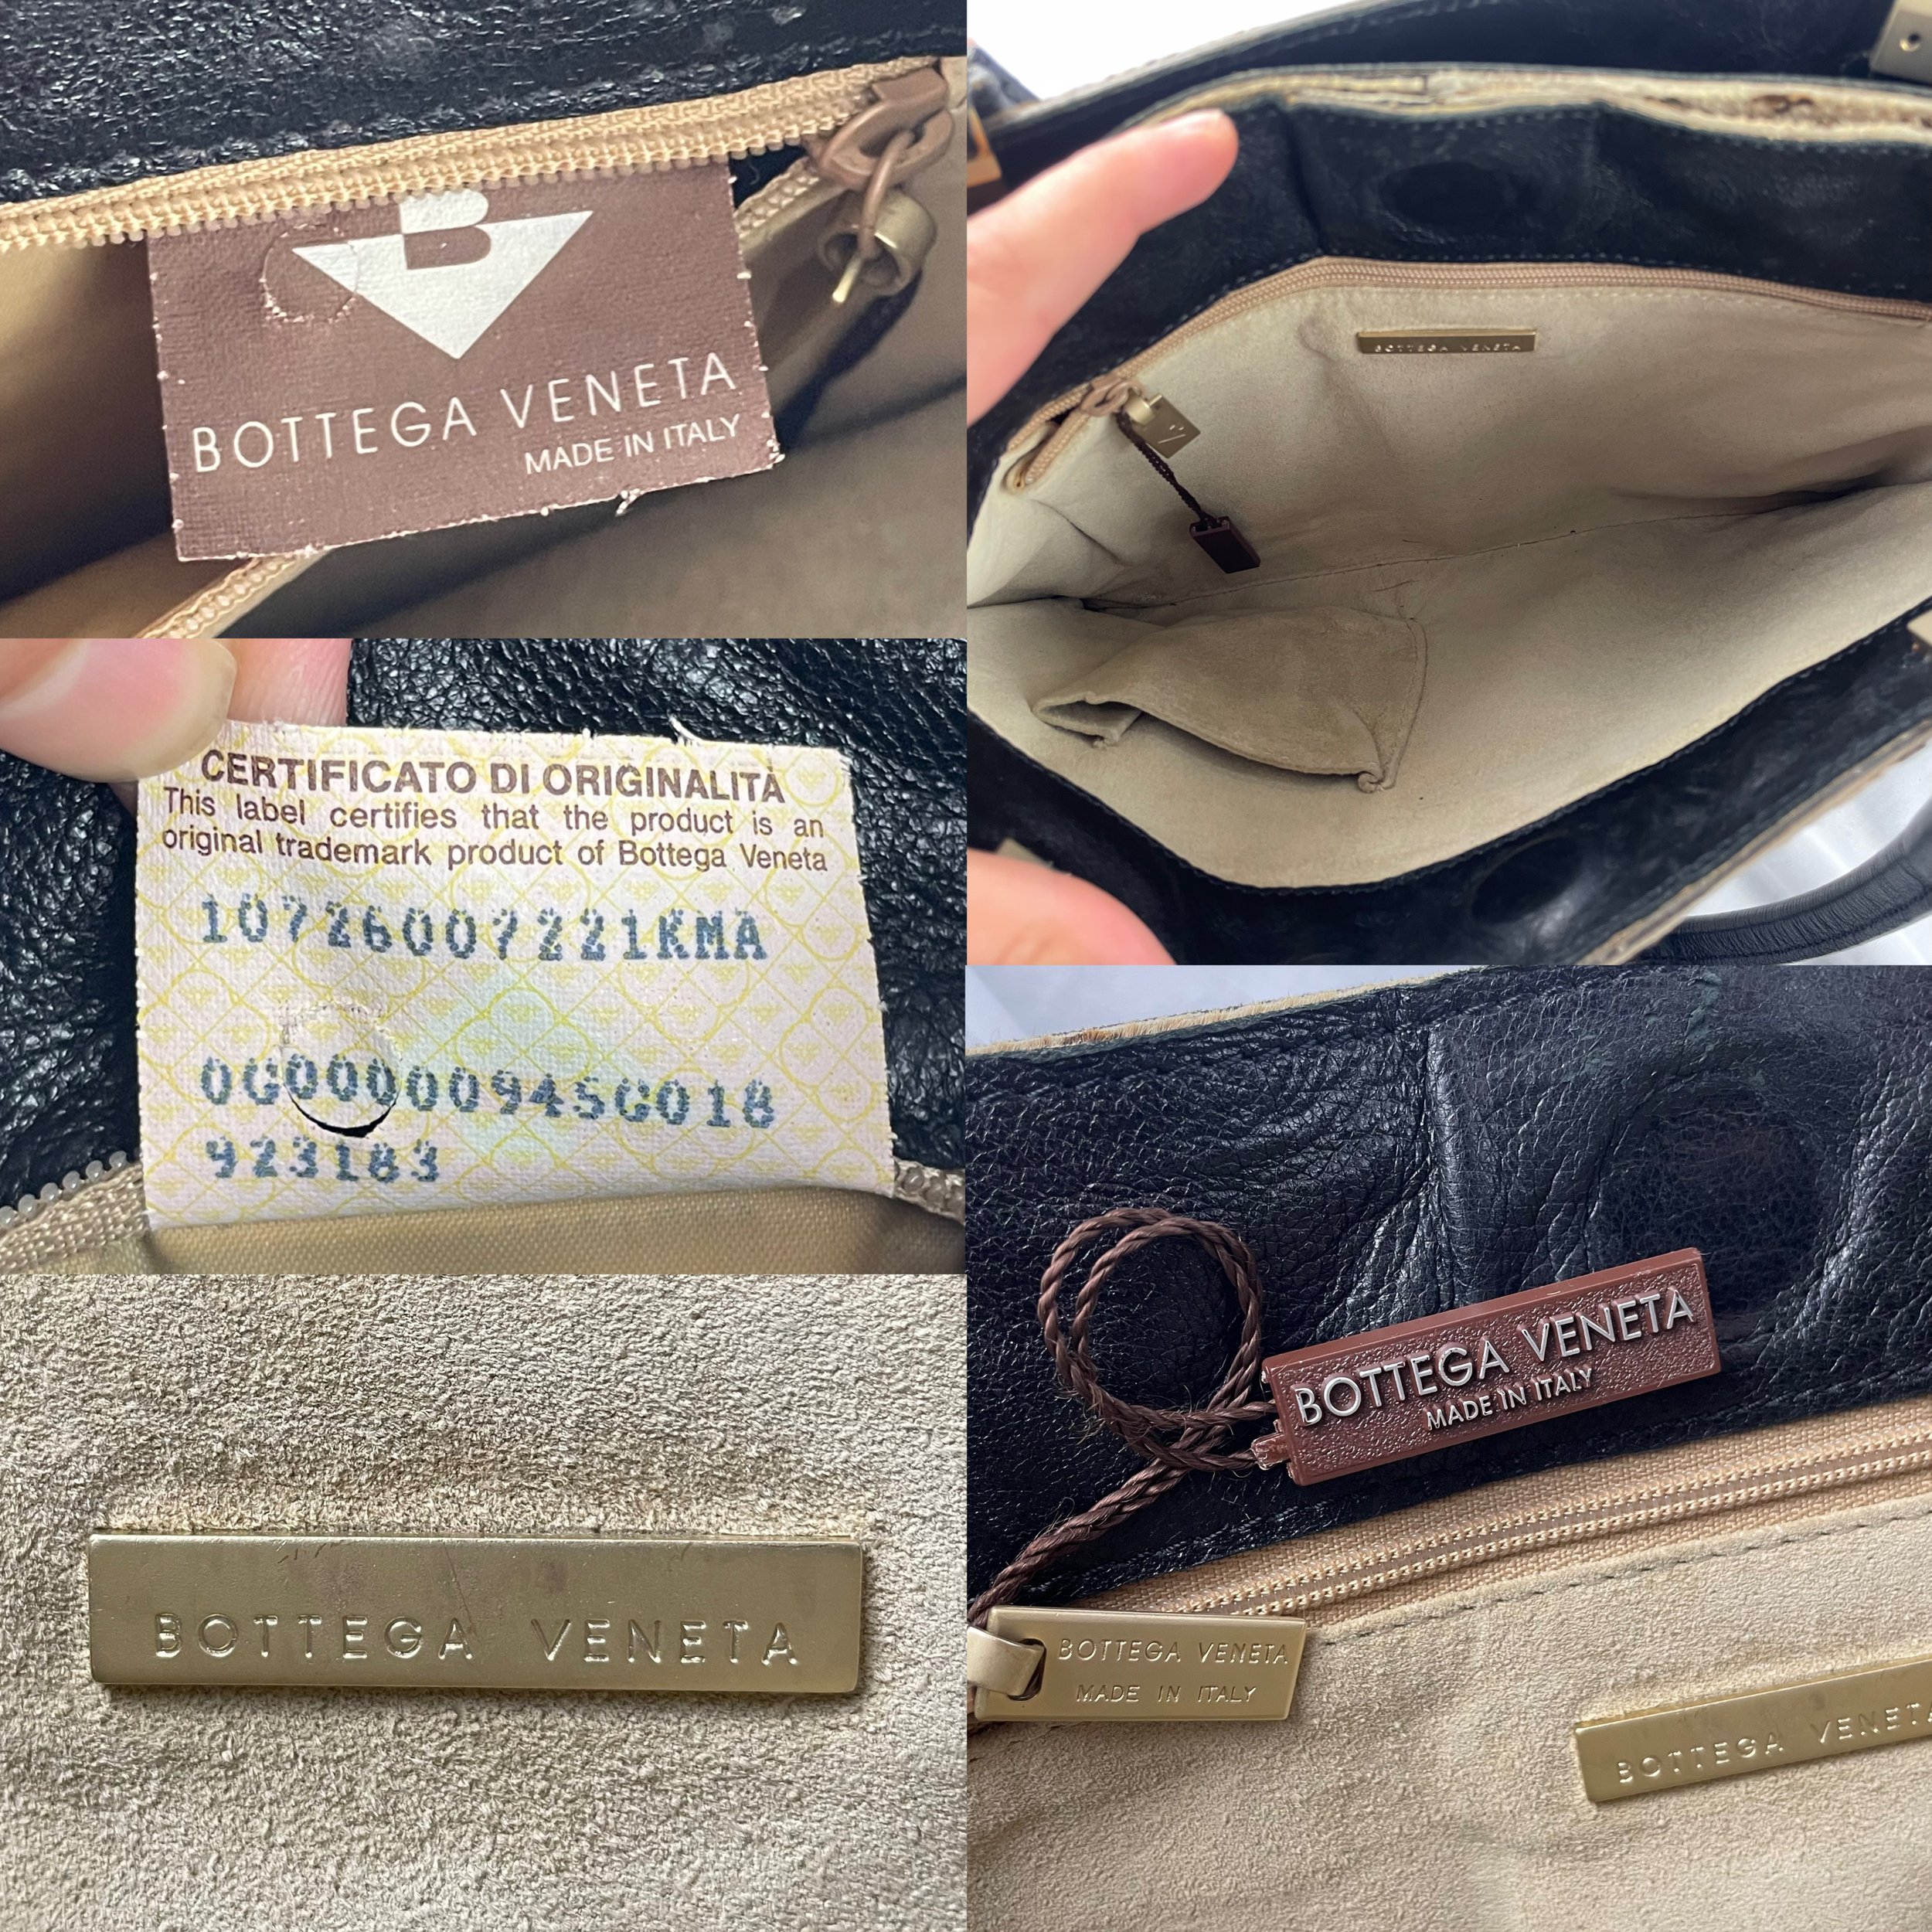 B
BOTTEGA VENETA
MADE IN ITALY
BOTTEGA VENETA
CERTIFICATO DI ORIGINALITÀ
This label certifies that the product is an
original trademark product of Bottega Veneta
10726007221KMA
923183
BOTTEGA VENETA
BOTTEGA VENETA
MADE IN ITALY
BOTTEGA VENETA
MADE IN ITALY
BOTTEGA VENETA